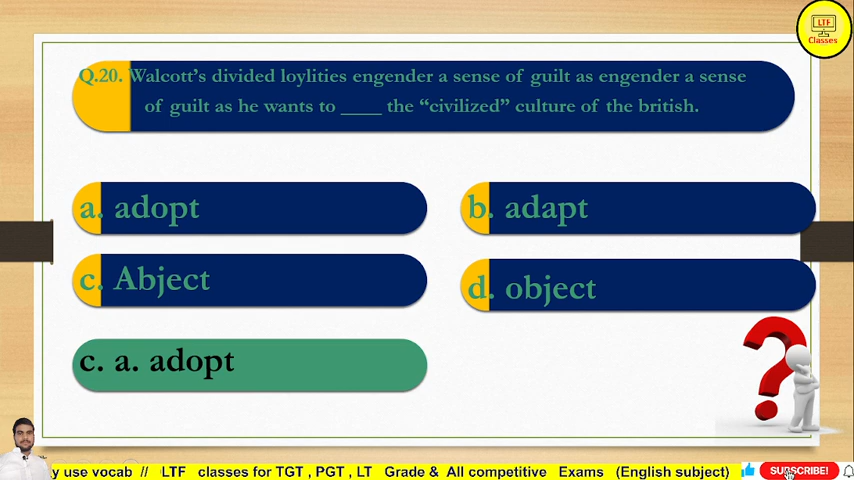 LTF
Classes
Q.20. Walcott's divided loylities engender a sense of guilt as engender a sense
of guilt as he wants to ____ the “civilized” culture of the british.
a. adopt
b. adapt
c. Abject
d. object
c. a. adopt
y use vocab // LTF classes for TGT , PGT , LT Grade & All competitive Exams (English subject)
SUBSCRIBE!